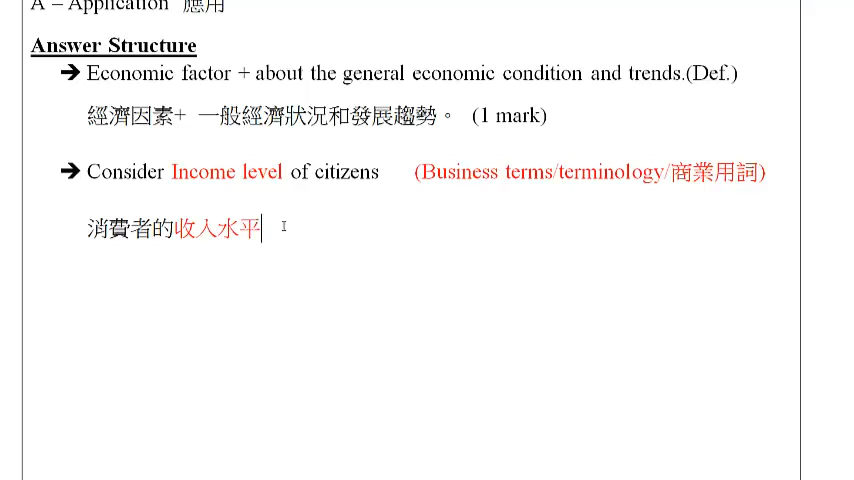 A – Application 應用
Answer Structure
➔ Economic factor + about the general economic condition and trends.(Def.)
經濟因素+ 一般經濟狀況和發展趨勢。 (1 mark)
➔ Consider Income level of citizens (Business terms/terminology/商業用詞)
消費者的收入水平